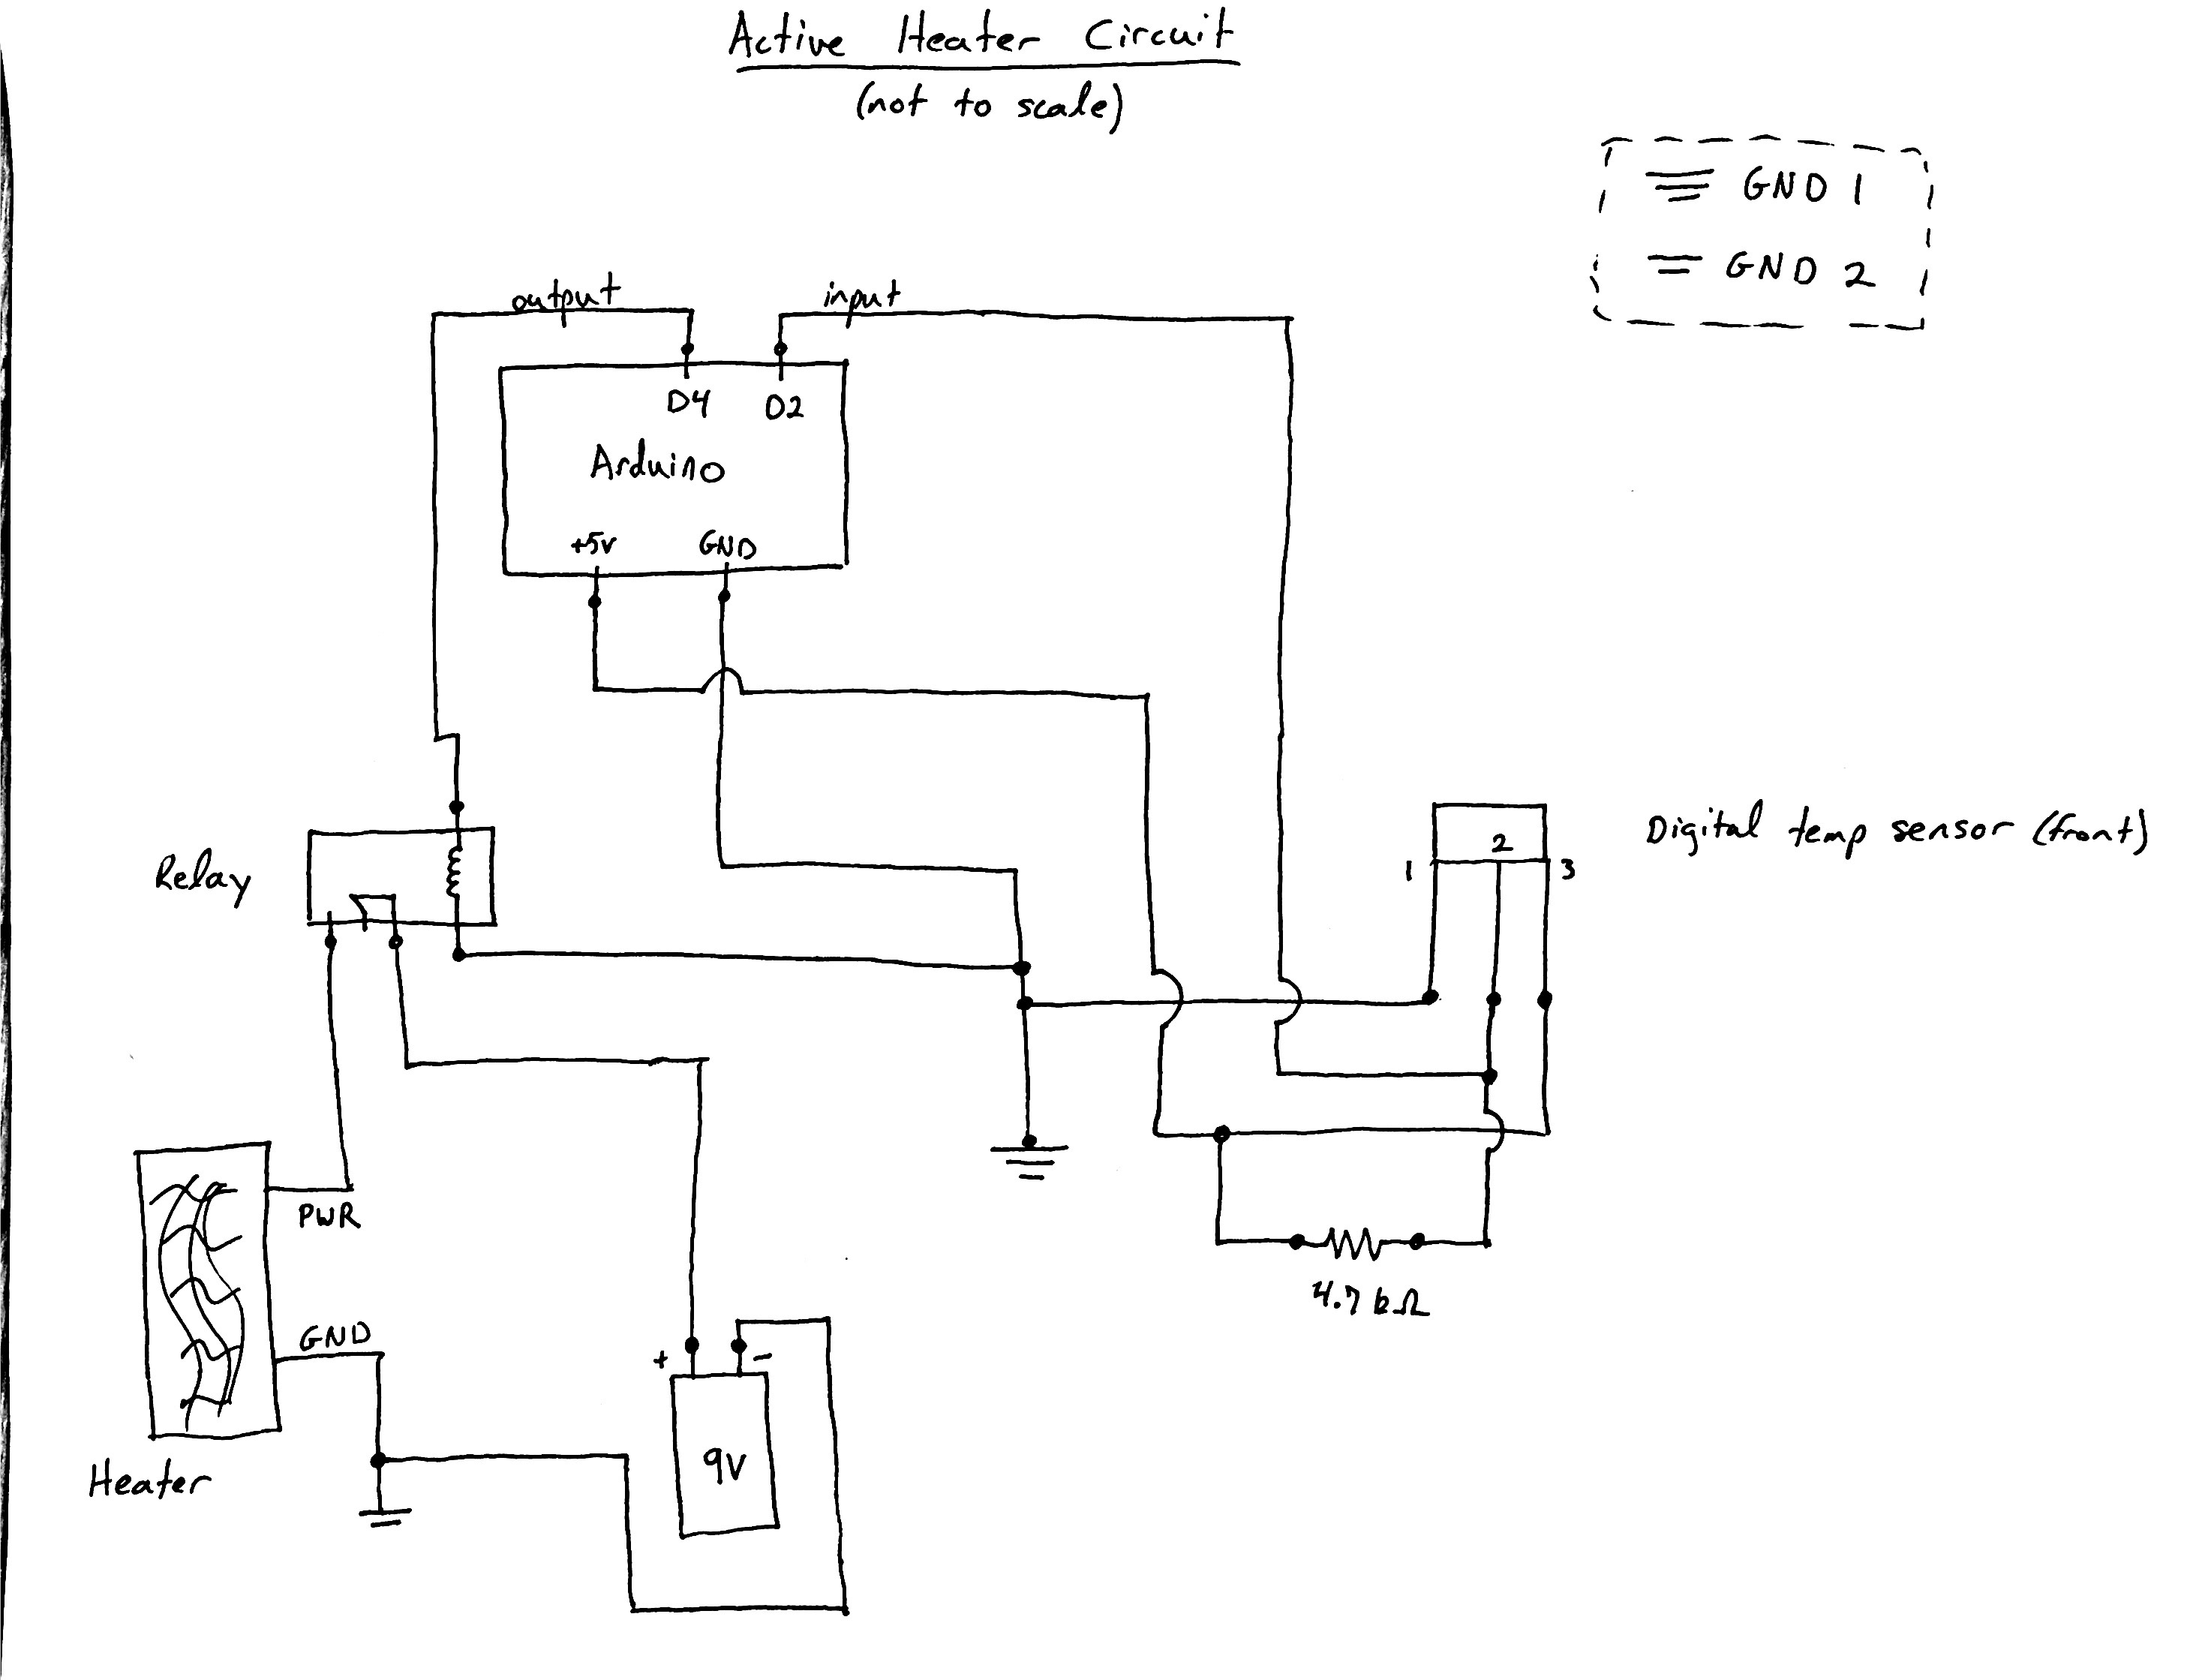 Active Heater Circuit
(not to scale)
GND 1
GND 2
output
input
D4
D2
Arduino
+5v
GND
Relay
1
2
3
Digital temp sensor (front)
PWR
GND
Heater
+
-
9V
4.7 kΩ